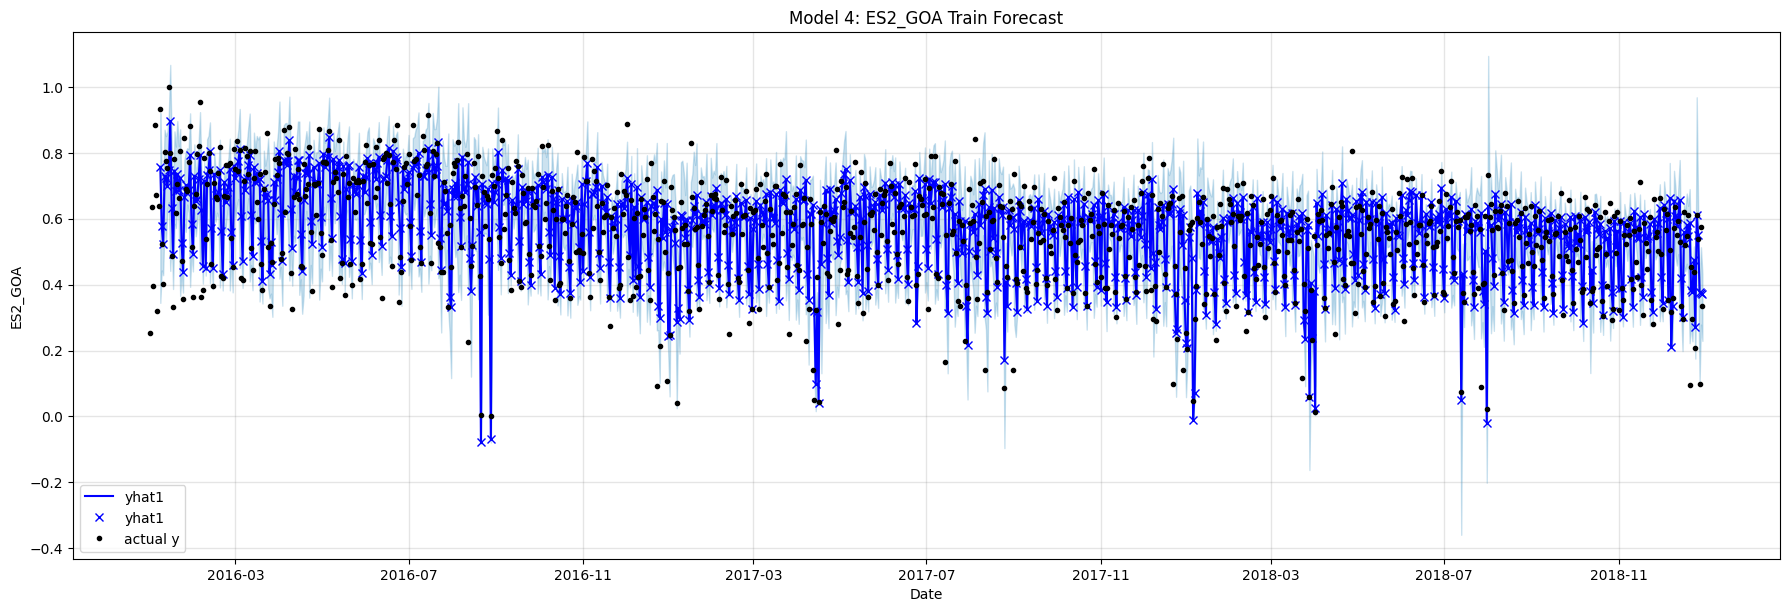 Model 4: ES2_GOA Train Forecast
ES2_GOA
1.0
0.8
0.6
0.4
0.2
0.0
−0.2
−0.4
yhat1
yhat1
actual y
2016-03 2016-07 2016-11 2017-03 2017-07 2017-11 2018-03 2018-07 2018-11
Date